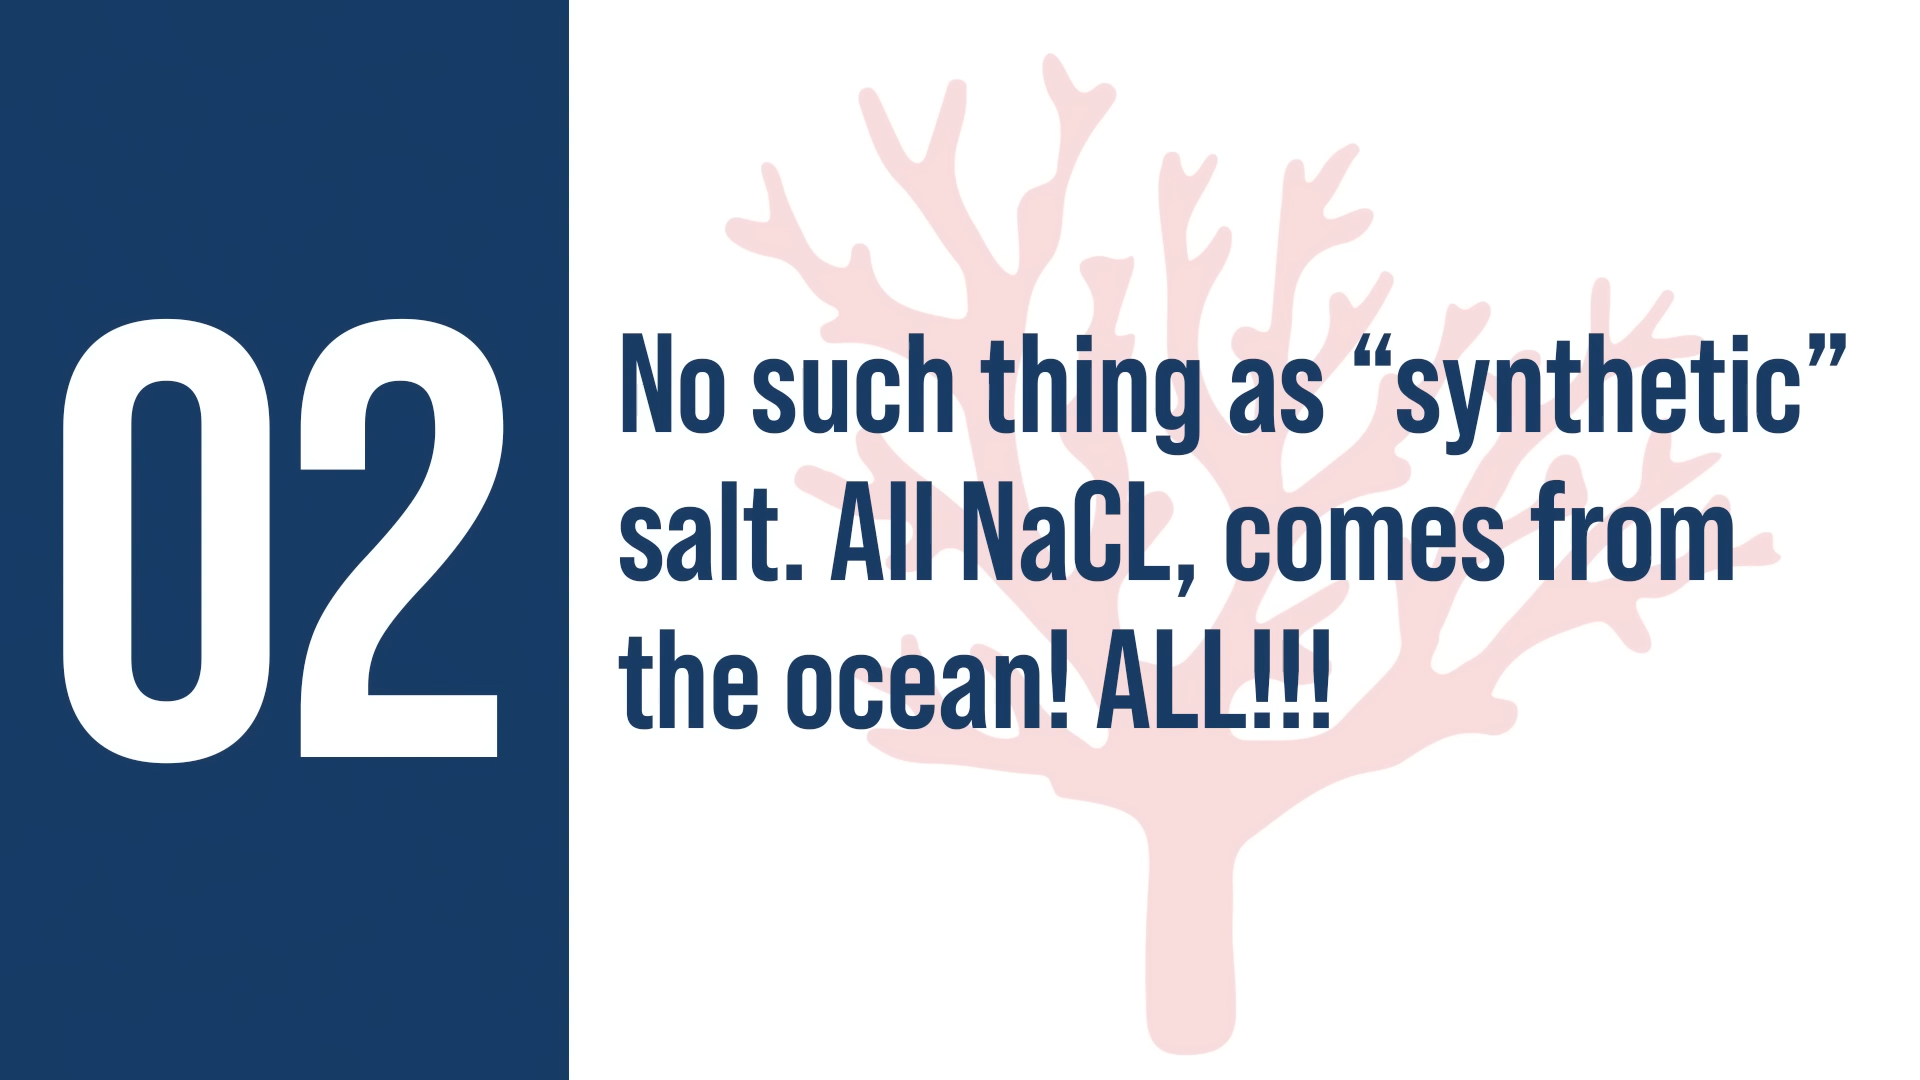 02
No such thing as “synthetic”
salt. All NaCL, comes from
the ocean! ALL!!!